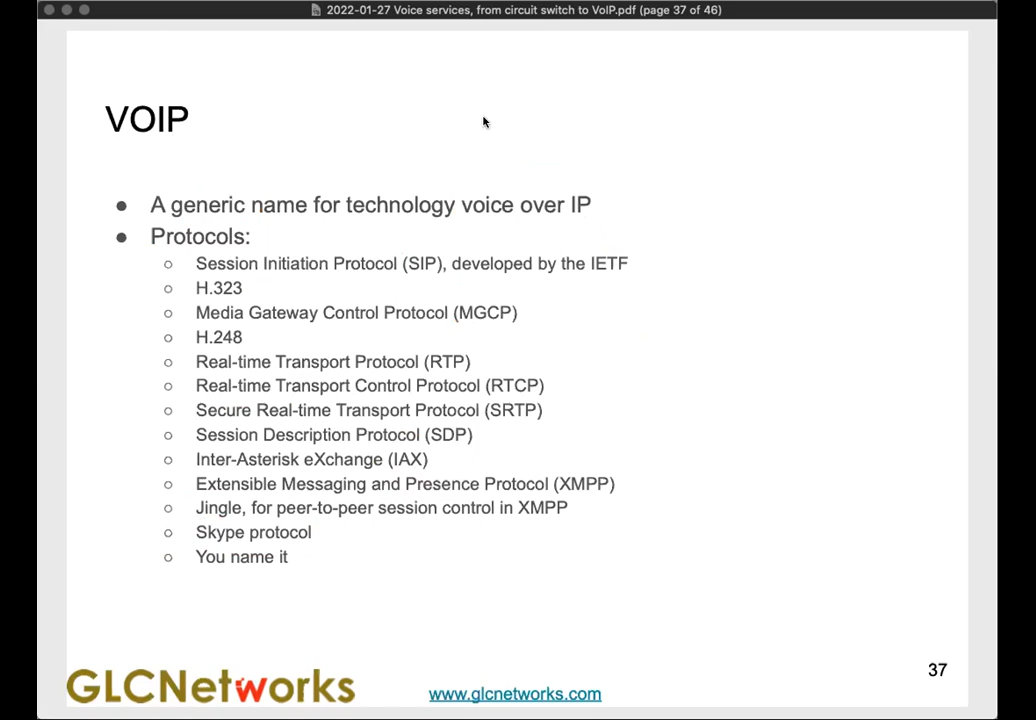 2022-01-27 Voice services, from circuit switch to VoIP.pdf (page 37 of 46)
VOIP
● A generic name for technology voice over IP
● Protocols:
○ Session Initiation Protocol (SIP), developed by the IETF
○ H.323
○ Media Gateway Control Protocol (MGCP)
○ H.248
○ Real-time Transport Protocol (RTP)
○ Real-time Transport Control Protocol (RTCP)
○ Secure Real-time Transport Protocol (SRTP)
○ Session Description Protocol (SDP)
○ Inter-Asterisk eXchange (IAX)
○ Extensible Messaging and Presence Protocol (XMPP)
○ Jingle, for peer-to-peer session control in XMPP
○ Skype protocol
○ You name it
37
GLCNetworks
www.glcnetworks.com